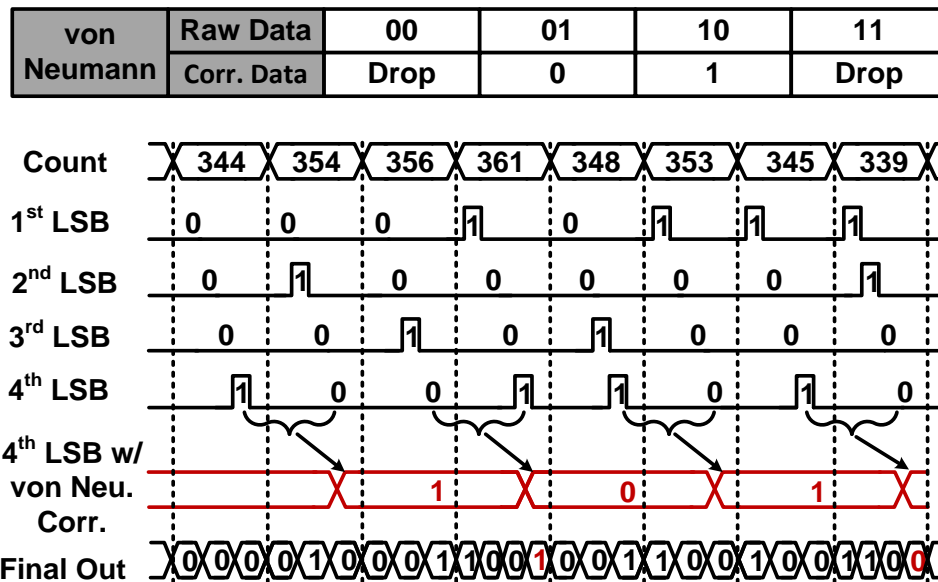 von Neumann Raw Data 00 01 10 11
Corr. Data Drop 0 1 Drop
Count 344 354 356 361 348 353 345 339
1st LSB 0 0 0 1 0 1 1 1
2nd LSB 0 1 0 0 0 0 0 1
3rd LSB 0 0 1 0 1 0 0 0
4th LSB 1 0 0 1 1 0 1 0
4th LSB w/
von Neu. 1 0 1
Corr.
Final Out 0 0 0 0 1 0 0 0 1 1 0 0 1 0 0 1 1 0 0 1 0 0 1 1 0 0